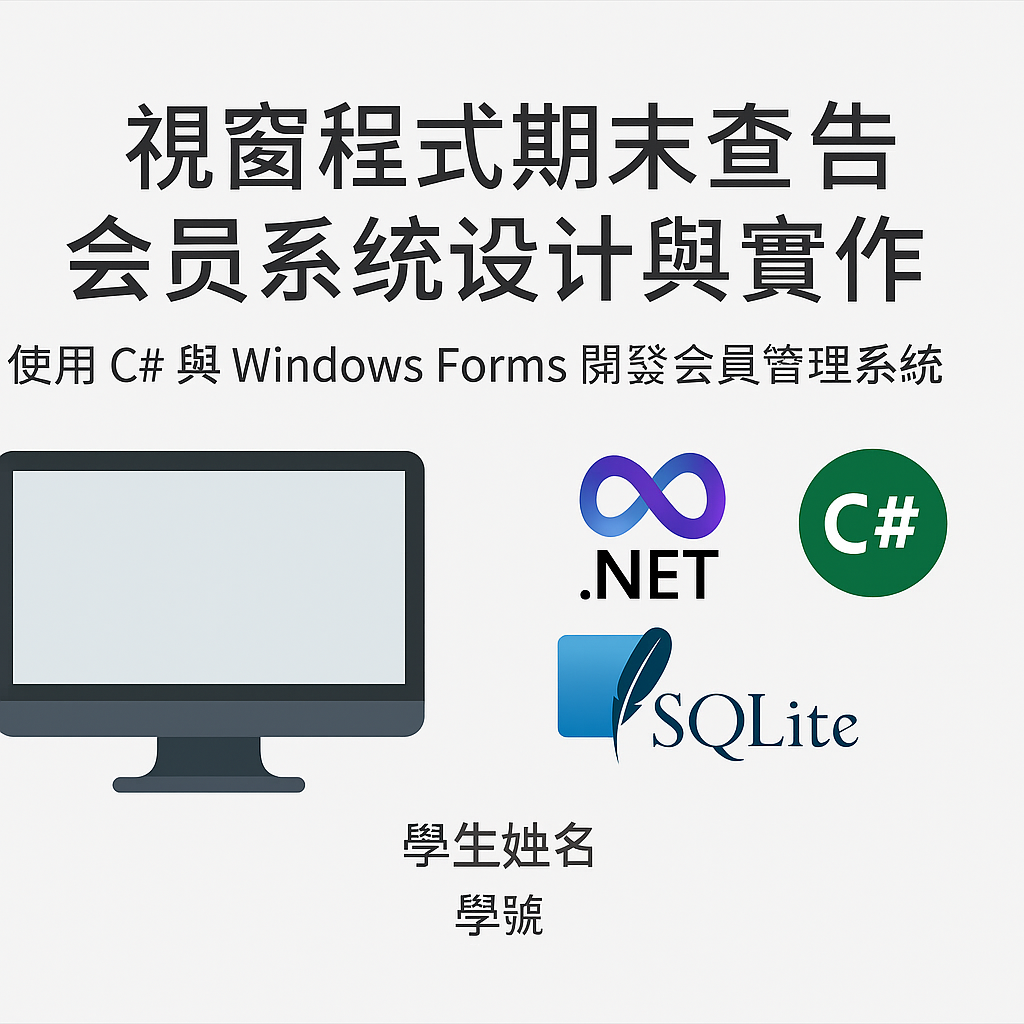 視窗程式期末查告
会员系统设计與實作
使用 C# 與 Windows Forms 開發会員管理系統
.NET
C#
SQLite
學生姓名
學號